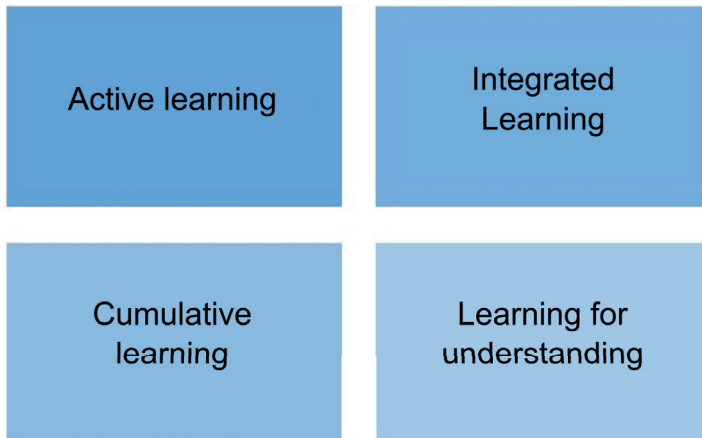 Active learning
Integrated
Learning
Cumulative
learning
Learning for
understanding